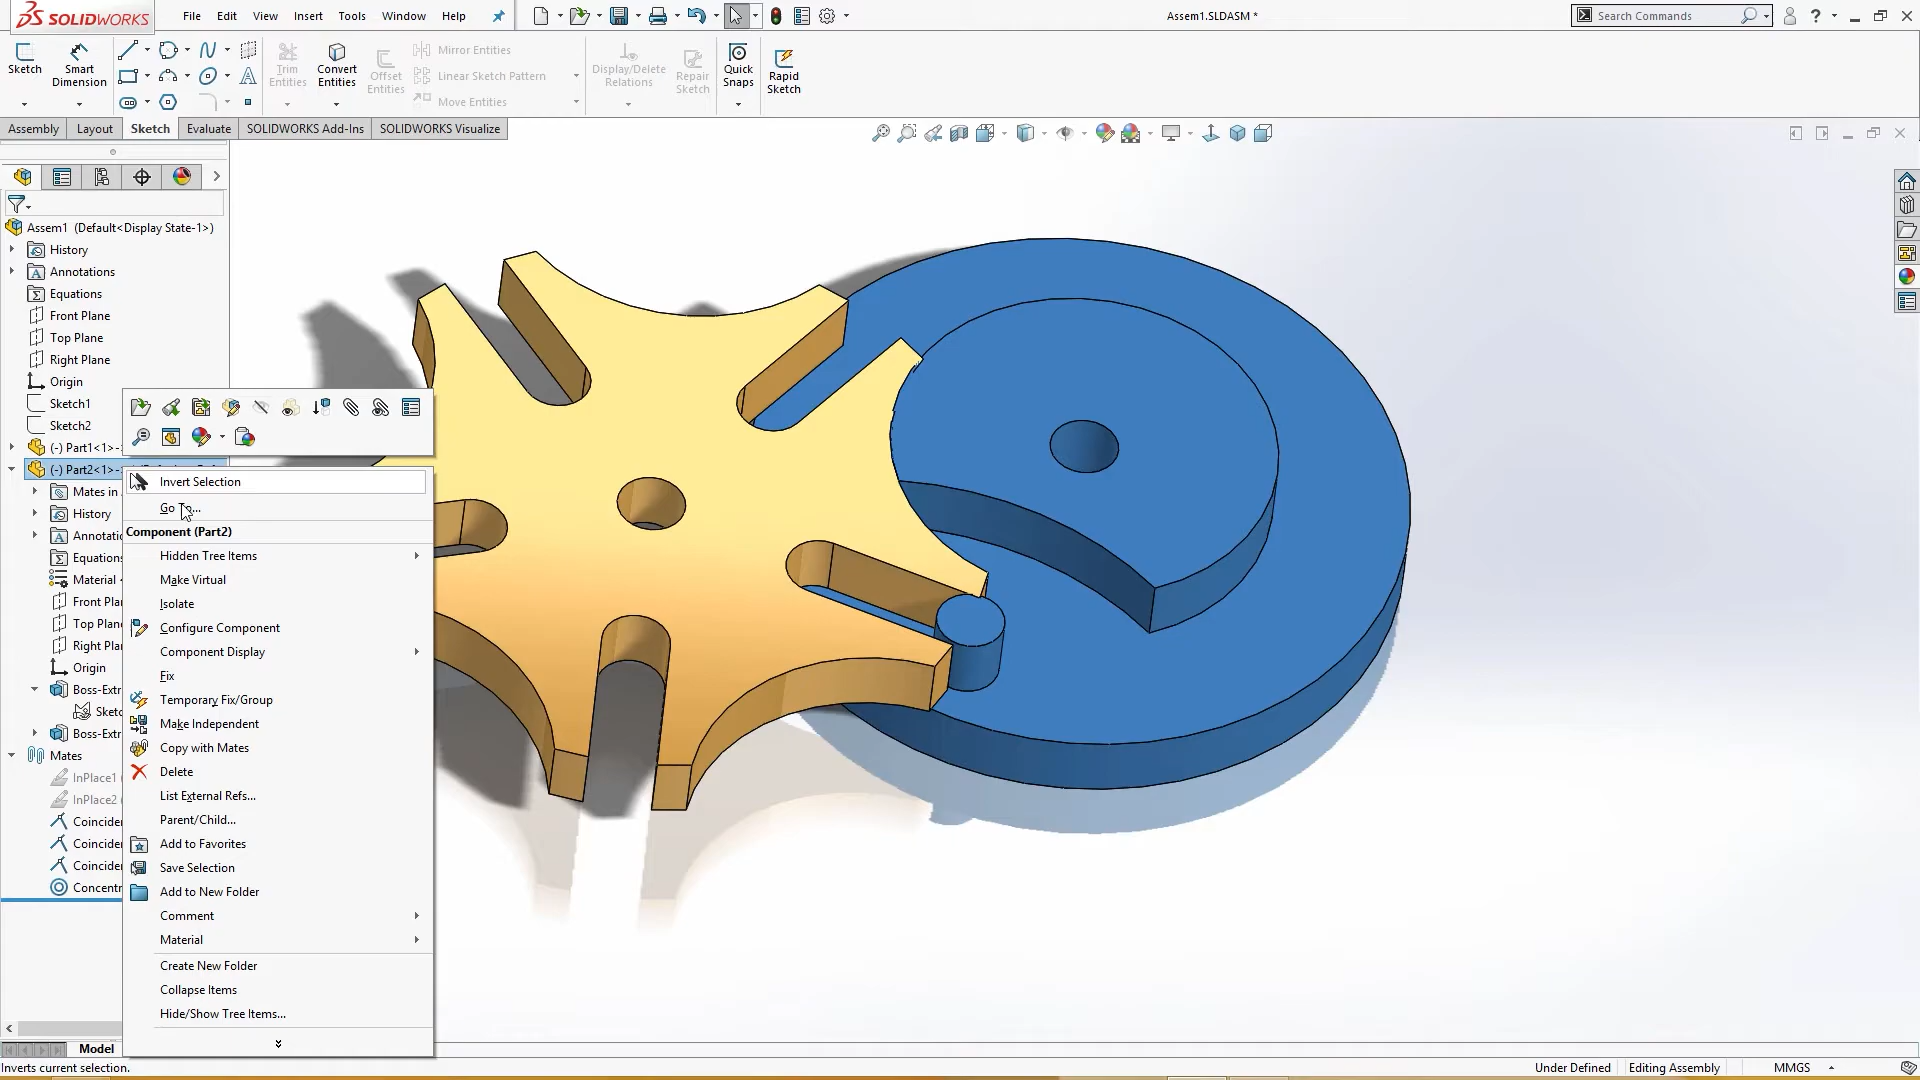 SOLIDWORKS File Edit View Insert Tools Window Help Assem1.SLDASM * Search Commands ?
Sketch Smart Dimension Trim Entities Convert Entities Offset Entities Mirror Entities Linear Sketch Pattern Move Entities Display/Delete Relations Repair Sketch Quick Snaps Rapid Sketch
Assembly Layout Sketch Evaluate SOLIDWORKS Add-Ins SOLIDWORKS Visualize
Assem1 (Default<Display State-1>)
History
Annotations
Equations
Front Plane
Top Plane
Right Plane
Origin
Sketch1
Sketch2
(-) Part1<1>-
(-) Part2<1>-
Mates in
History
Annotatio
Equations
Material
Front Plan
Top Plan
Right Pla
Origin
Boss-Extr
Sketc
Boss-Extr
Mates
InPlace1
InPlace2 (
Coinciden
Coinciden
Coinciden
Concentr
Invert Selection
Go
Component (Part2)
Hidden Tree Items
Make Virtual
Isolate
Configure Component
Component Display
Fix
Temporary Fix/Group
Make Independent
Copy with Mates
Delete
List External Refs...
Parent/Child...
Add to Favorites
Save Selection
Add to New Folder
Comment
Material
Create New Folder
Collapse Items
Hide/Show Tree Items...
Model
Inverts current selection. Under Defined Editing Assembly MMGS